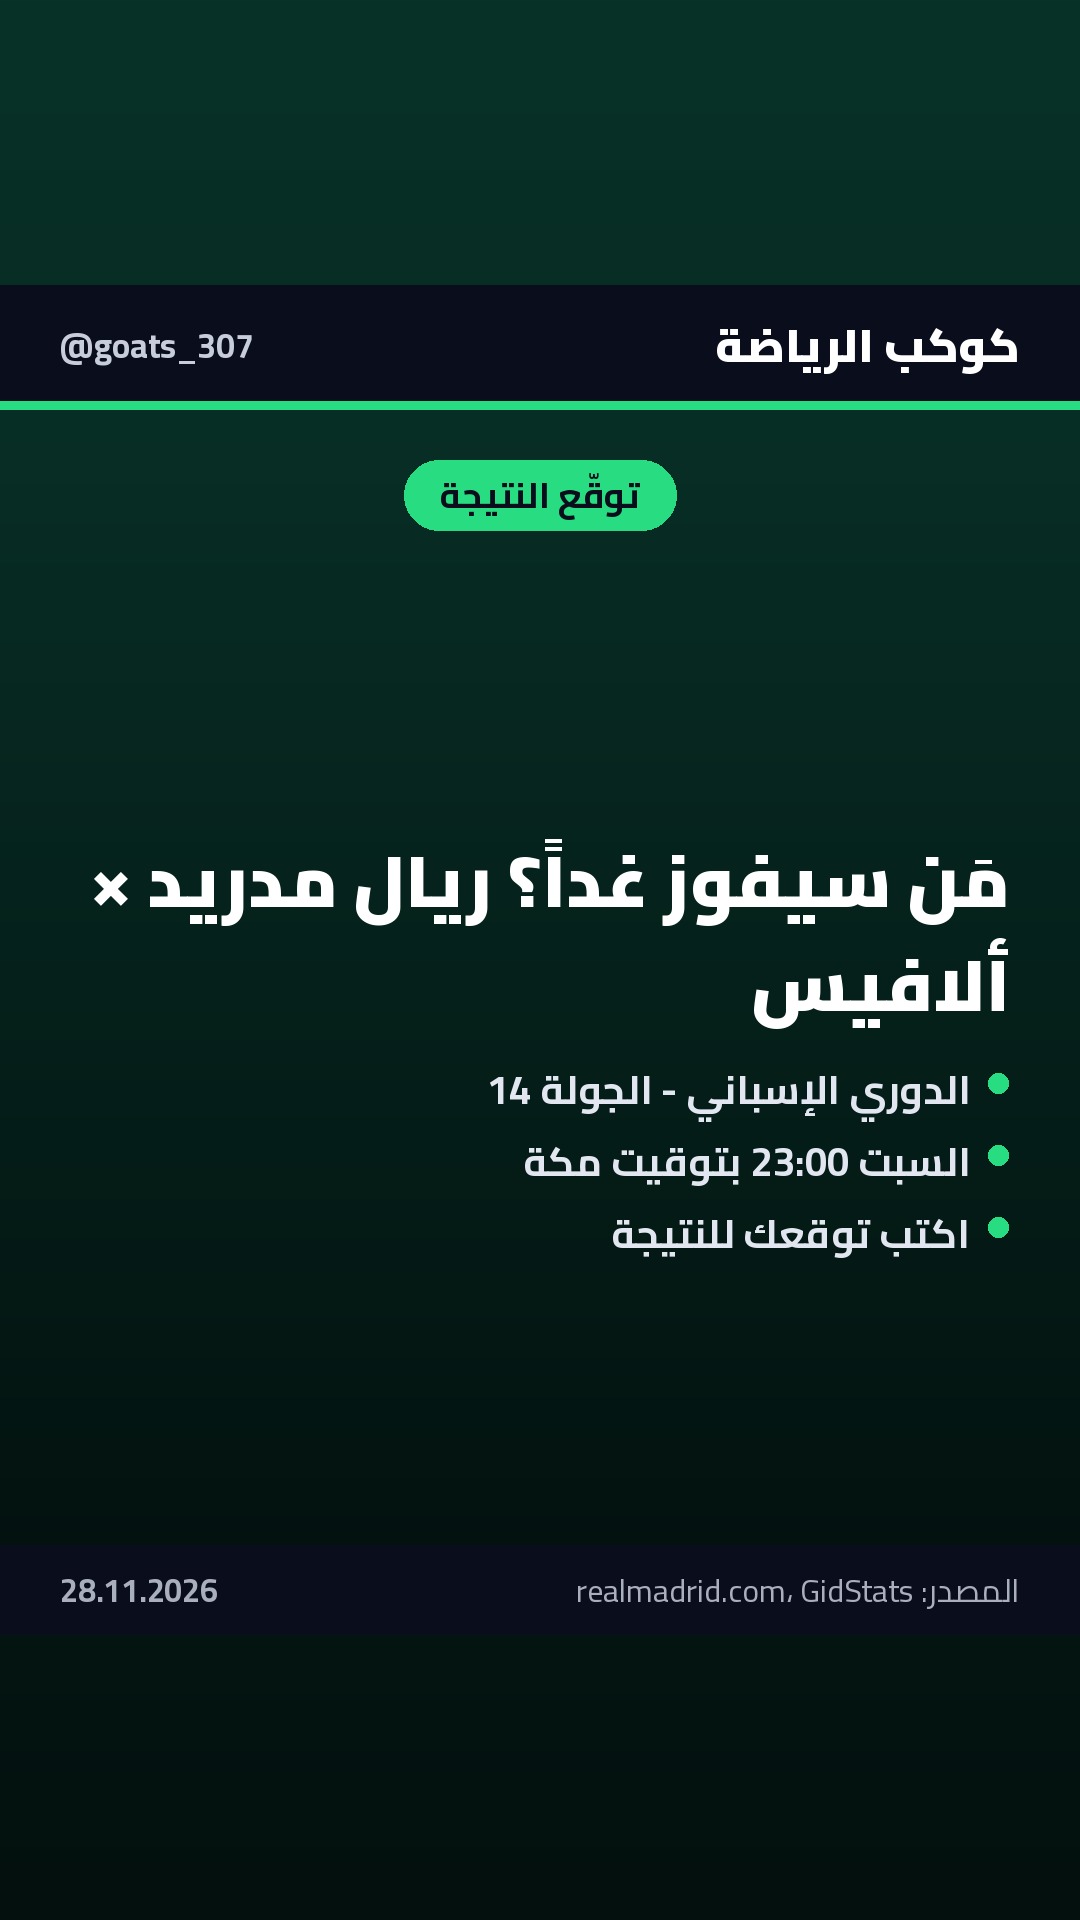 كوكب الرياضة
@goats_307
توقّع النتيجة
مَن سيفوز غداً؟ ريال مدريد ×
ألافيس
الدوري الإسباني - الجولة 14
السبت 23:00 بتوقيت مكة
اكتب توقعك للنتيجة
المصدر: realmadrid.com، GidStats
28.11.2026